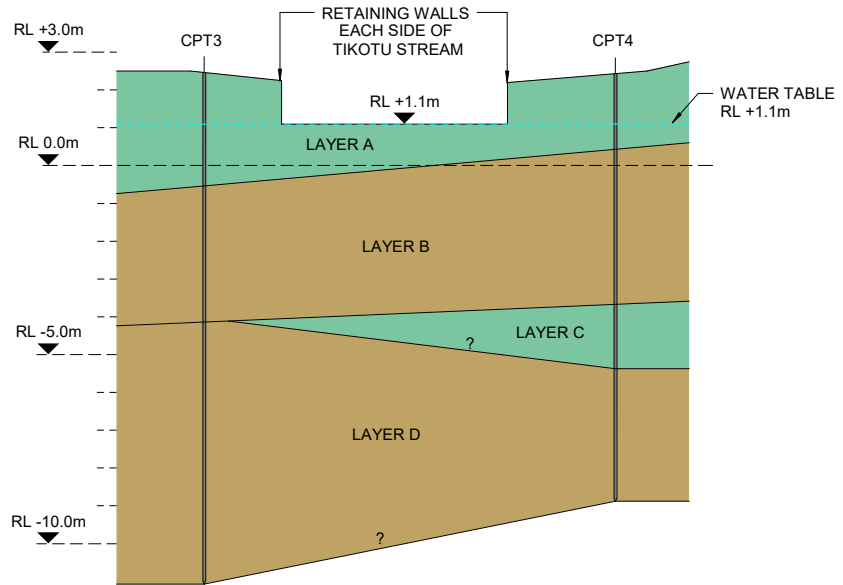 RETAINING WALLS
EACH SIDE OF
TIKOTU STREAM
RL +3.0m
CPT3
CPT4
RL +1.1m
WATER TABLE
RL +1.1m
RL 0.0m
LAYER A
LAYER B
RL -5.0m
LAYER C
?
LAYER D
RL -10.0m
?